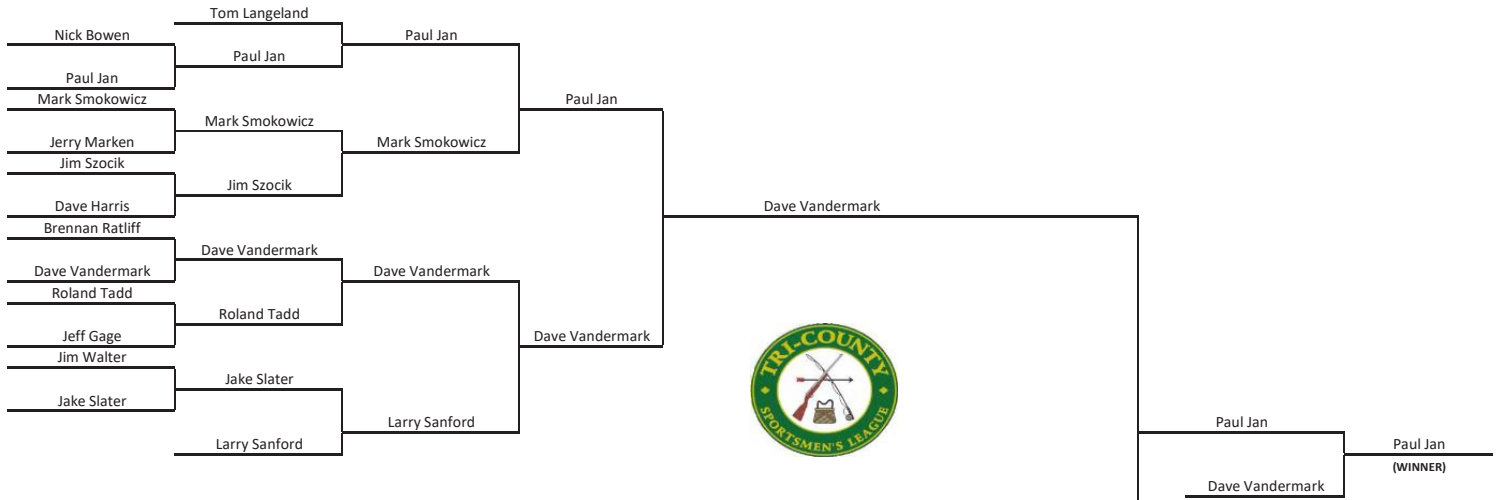 Tom Langeland
Nick Bowen
Paul Jan
Paul Jan
Paul Jan
Mark Smokowicz
Paul Jan
Mark Smokowicz
Jerry Marken
Mark Smokowicz
Jim Szocik
Jim Szocik
Dave Harris
Dave Vandermark
Brennan Ratliff
Dave Vandermark
Dave Vandermark
Dave Vandermark
Roland Tadd
Roland Tadd
Jeff Gage
Dave Vandermark
Jim Walter
Jake Slater
Jake Slater
Larry Sanford
Larry Sanford
TRI-COUNTY
SPORTSMEN'S LEAGUE
Paul Jan
Paul Jan
(WINNER)
Dave Vandermark